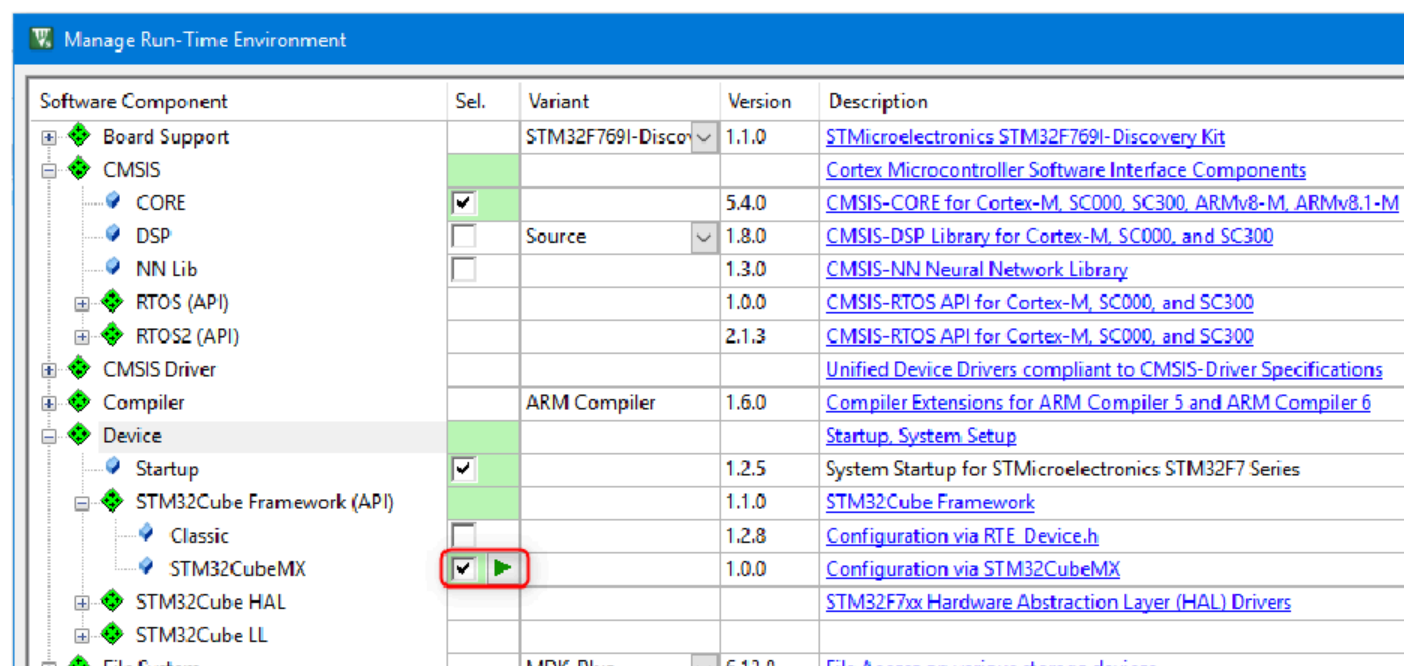 Manage Run-Time Environment
Software Component Sel. Variant Version Description
Board Support STM32F769I-Disco 1.1.0 STMicroelectronics STM32F769I-Discovery Kit
CMSIS Cortex Microcontroller Software Interface Components
CORE 5.4.0 CMSIS-CORE for Cortex-M, SC000, SC300, ARMv8-M, ARMv8.1-M
DSP Source 1.8.0 CMSIS-DSP Library for Cortex-M, SC000, and SC300
NN Lib 1.3.0 CMSIS-NN Neural Network Library
RTOS (API) 1.0.0 CMSIS-RTOS API for Cortex-M, SC000, and SC300
RTOS2 (API) 2.1.3 CMSIS-RTOS API for Cortex-M, SC000, and SC300
CMSIS Driver Unified Device Drivers compliant to CMSIS-Driver Specifications
Compiler ARM Compiler 1.6.0 Compiler Extensions for ARM Compiler 5 and ARM Compiler 6
Device Startup, System Setup
Startup 1.2.5 System Startup for STMicroelectronics STM32F7 Series
STM32Cube Framework (API) 1.1.0 STM32Cube Framework
Classic 1.2.8 Configuration via RTE_Device.h
STM32CubeMX 1.0.0 Configuration via STM32CubeMX
STM32Cube HAL STM32F7xx Hardware Abstraction Layer (HAL) Drivers
STM32Cube LL